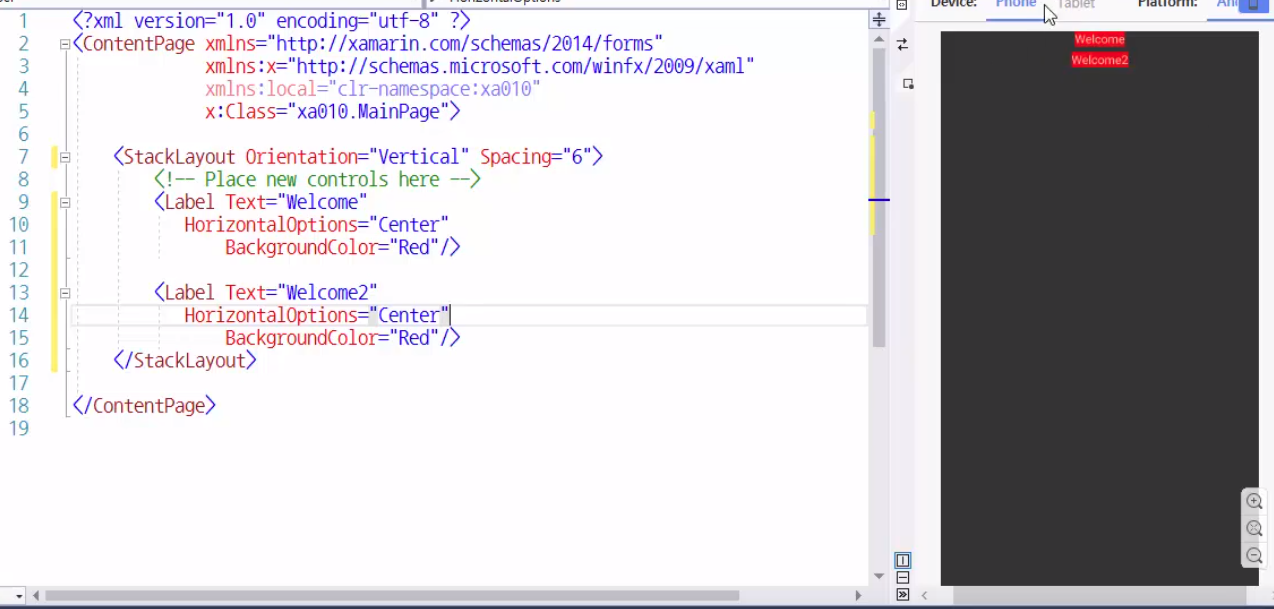 HorizontalOptions
Device: Phone Tablet Platform:
1 <?xml version="1.0" encoding="utf-8" ?>
2 <ContentPage xmlns="http://xamarin.com/schemas/2014/forms"
3 xmlns:x="http://schemas.microsoft.com/winfx/2009/xaml"
4 xmlns:local="clr-namespace:xa010"
5 x:Class="xa010.MainPage">
6
7 <StackLayout Orientation="Vertical" Spacing="6">
8 <!-- Place new controls here -->
9 <Label Text="Welcome"
10 HorizontalOptions="Center"
11 BackgroundColor="Red"/>
12
13 <Label Text="Welcome2"
14 HorizontalOptions="Center"
15 BackgroundColor="Red"/>
16 </StackLayout>
17
18 </ContentPage>
19
Welcome
Welcome2